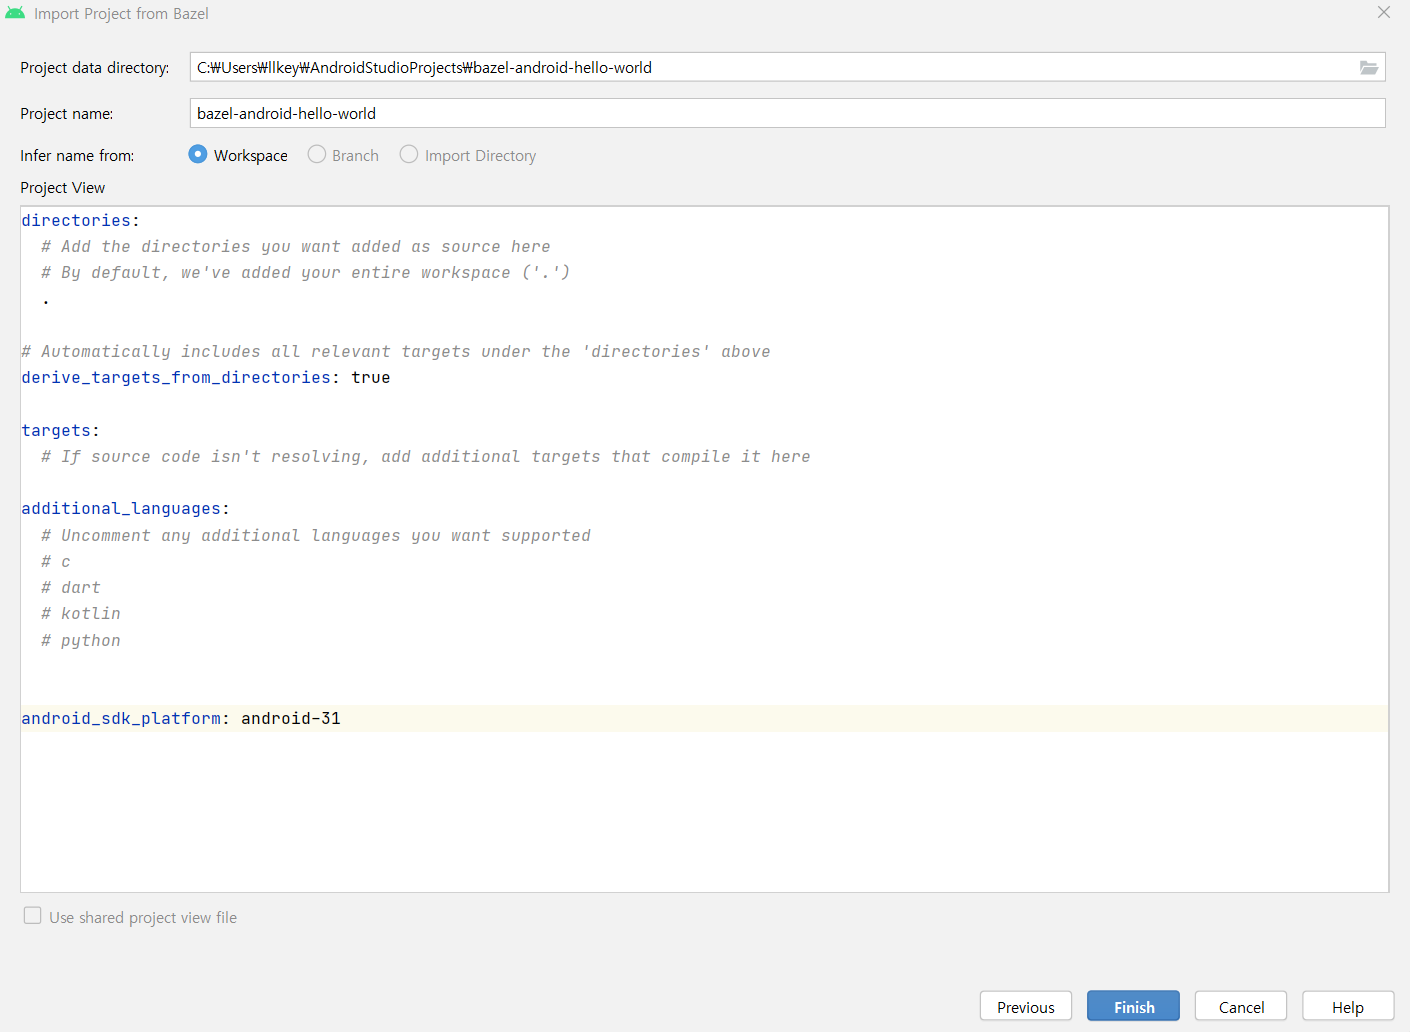 Import Project from Bazel
Project data directory: C:₩Users₩llkey₩AndroidStudioProjects₩bazel-android-hello-world
Project name: bazel-android-hello-world
Infer name from: Workspace Branch Import Directory
Project View
directories:
  # Add the directories you want added as source here
  # By default, we've added your entire workspace ('.')
  .
# Automatically includes all relevant targets under the 'directories' above
derive_targets_from_directories: true
targets:
  # If source code isn't resolving, add additional targets that compile it here
additional_languages:
  # Uncomment any additional languages you want supported
  # c
  # dart
  # kotlin
  # python
android_sdk_platform: android-31
Use shared project view file
Previous Finish Cancel Help